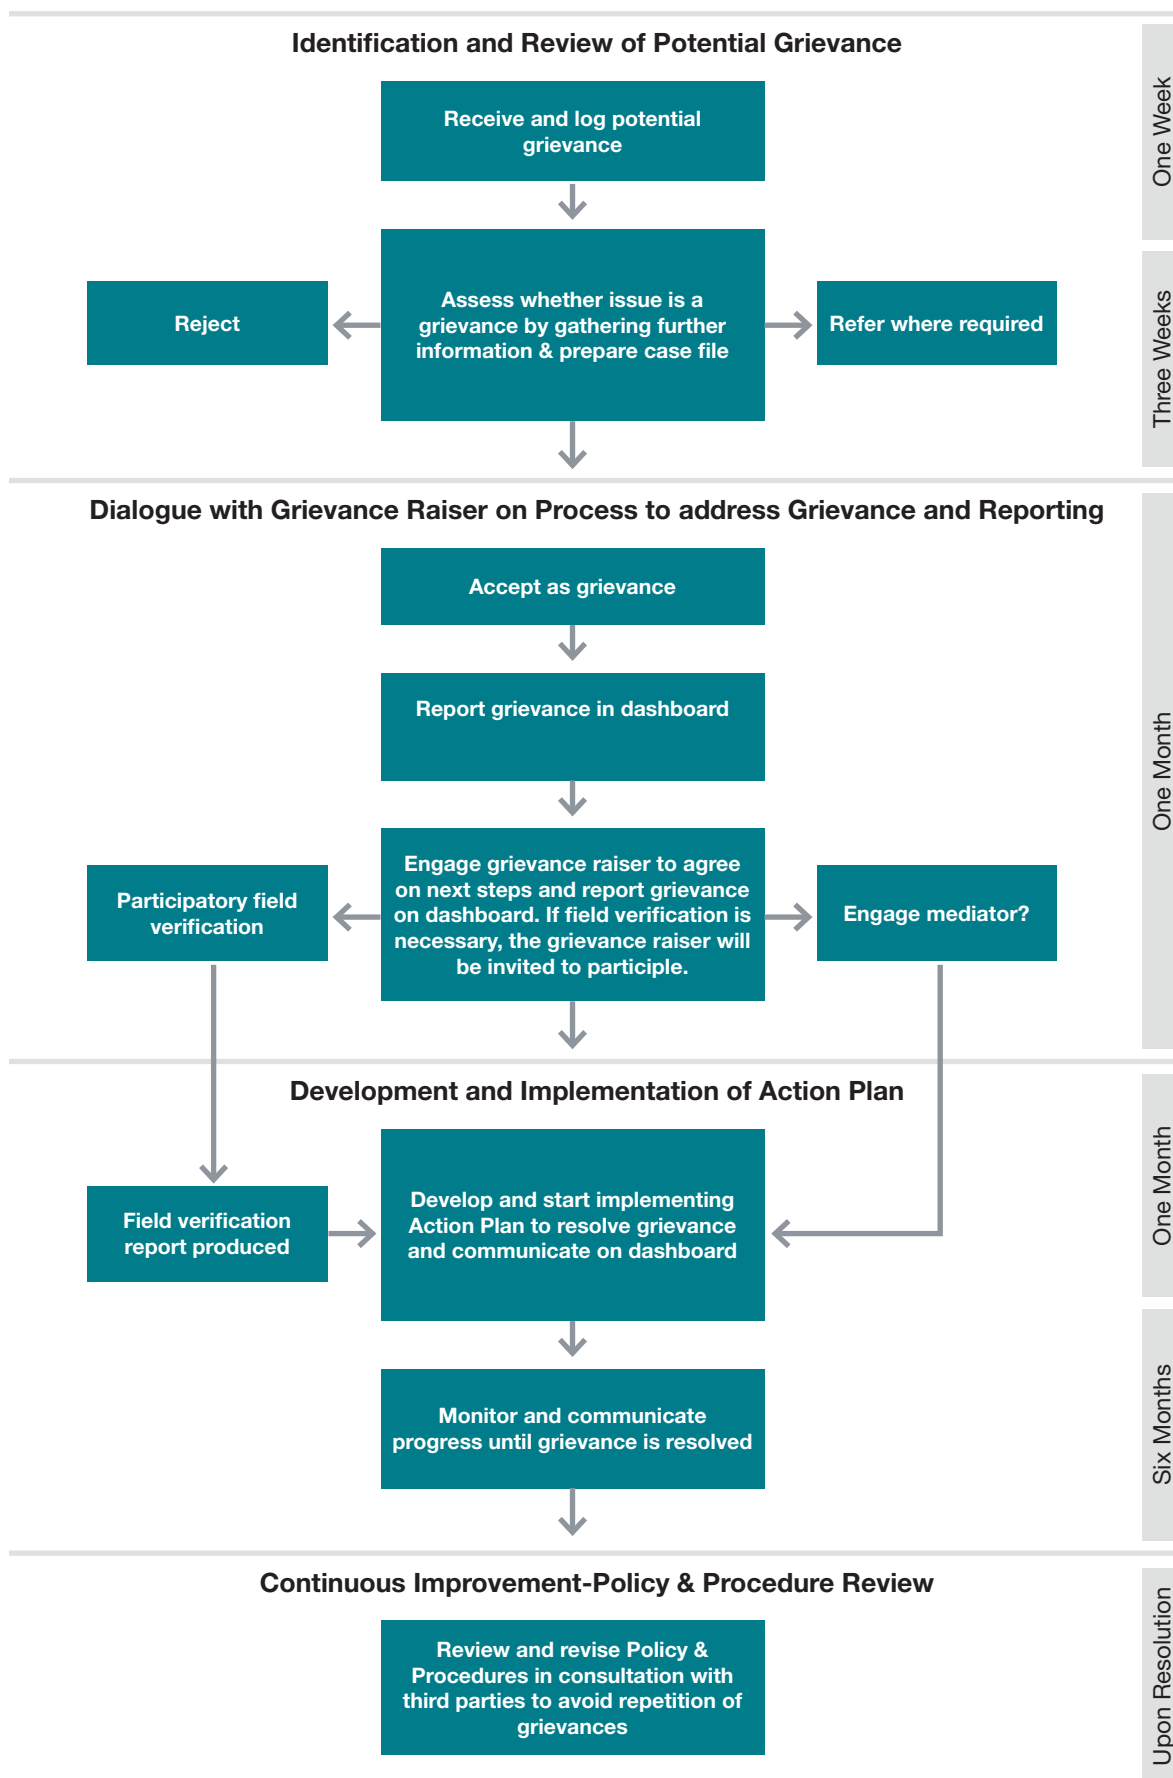 Identification and Review of Potential Grievance
One Week
Receive and log potential
grievance
Three Weeks
Reject
Assess whether issue is a
grievance by gathering further
information & prepare case file
Refer where required
Dialogue with Grievance Raiser on Process to address Grievance and Reporting
One Month
Accept as grievance
Report grievance in dashboard
Participatory field
verification
Engage grievance raiser to agree
on next steps and report grievance
on dashboard. If field verification is
necessary, the grievance raiser will
be invited to participle.
Engage mediator?
Development and Implementation of Action Plan
One Month
Field verification
report produced
Develop and start implementing
Action Plan to resolve grievance
and communicate on dashboard
Six Months
Monitor and communicate
progress until grievance is resolved
Continuous Improvement-Policy & Procedure Review
Upon Resolution
Review and revise Policy &
Procedures in consultation with
third parties to avoid repetition of
grievances